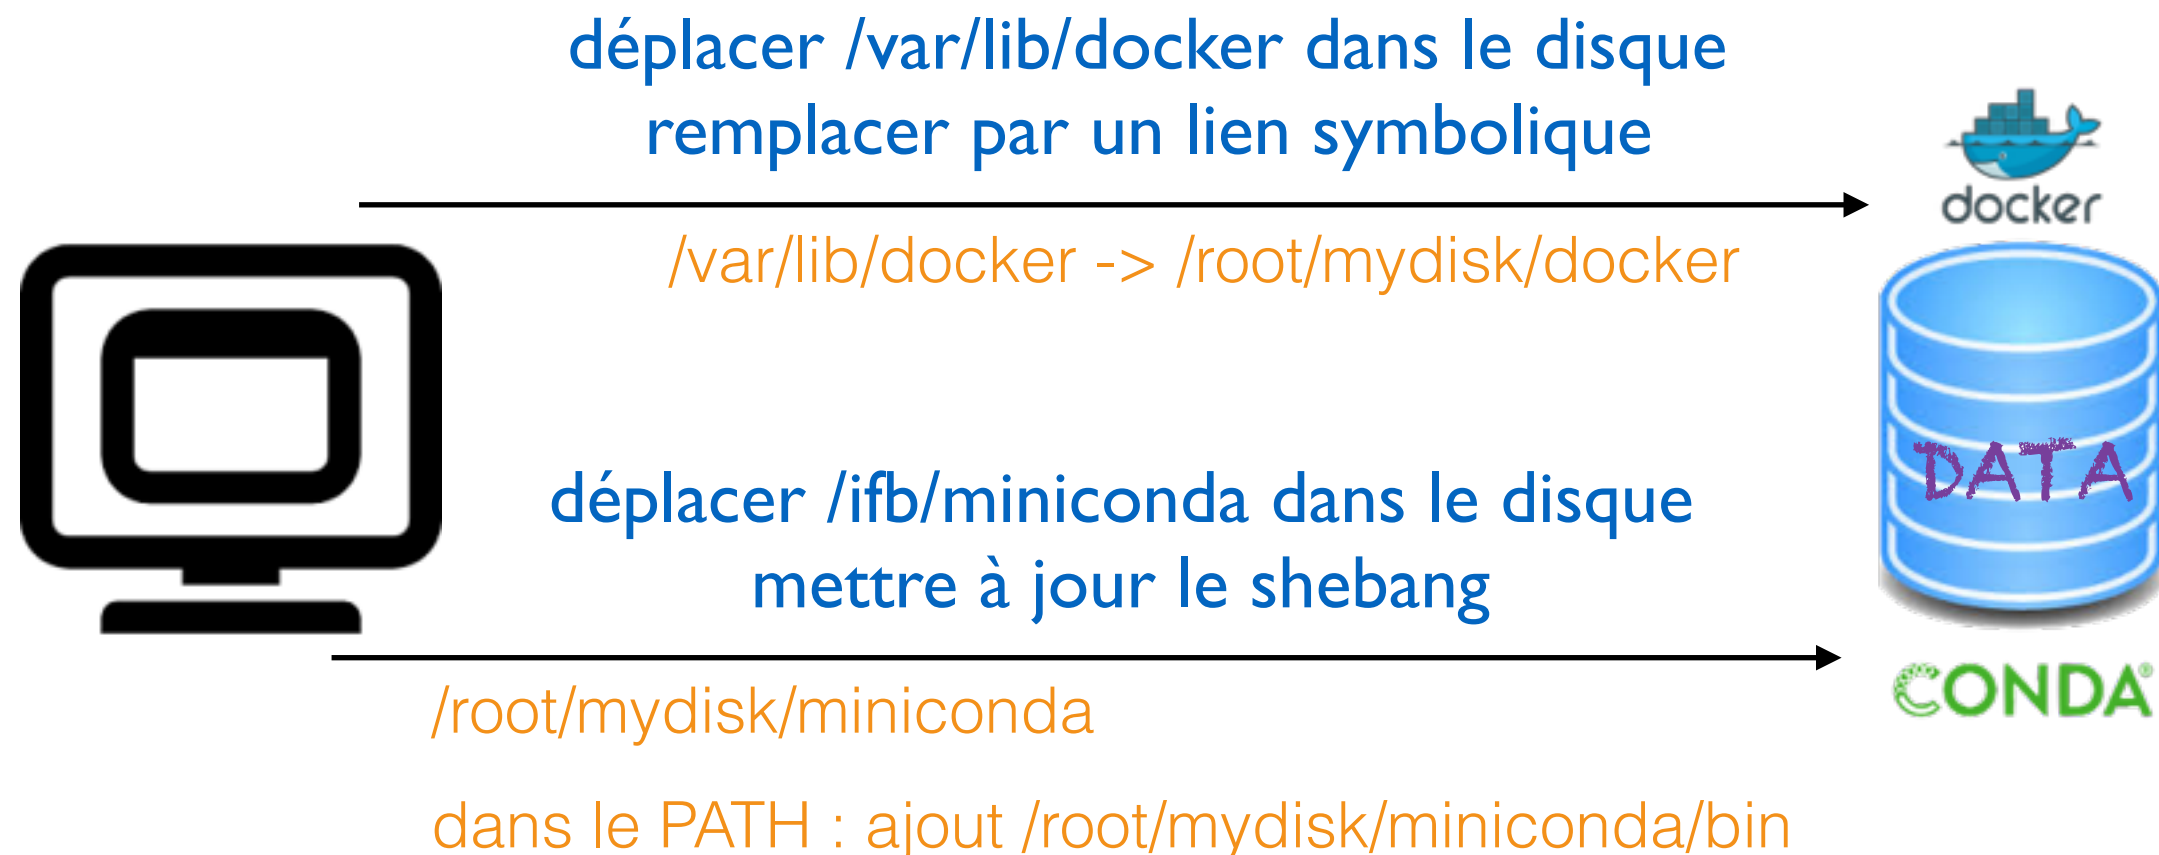 déplacer /var/lib/docker dans le disque
remplacer par un lien symbolique
docker
/var/lib/docker -> /root/mydisk/docker
DATA
déplacer /ifb/miniconda dans le disque
mettre à jour le shebang
CONDA®
/root/mydisk/miniconda
dans le PATH : ajout /root/mydisk/miniconda/bin